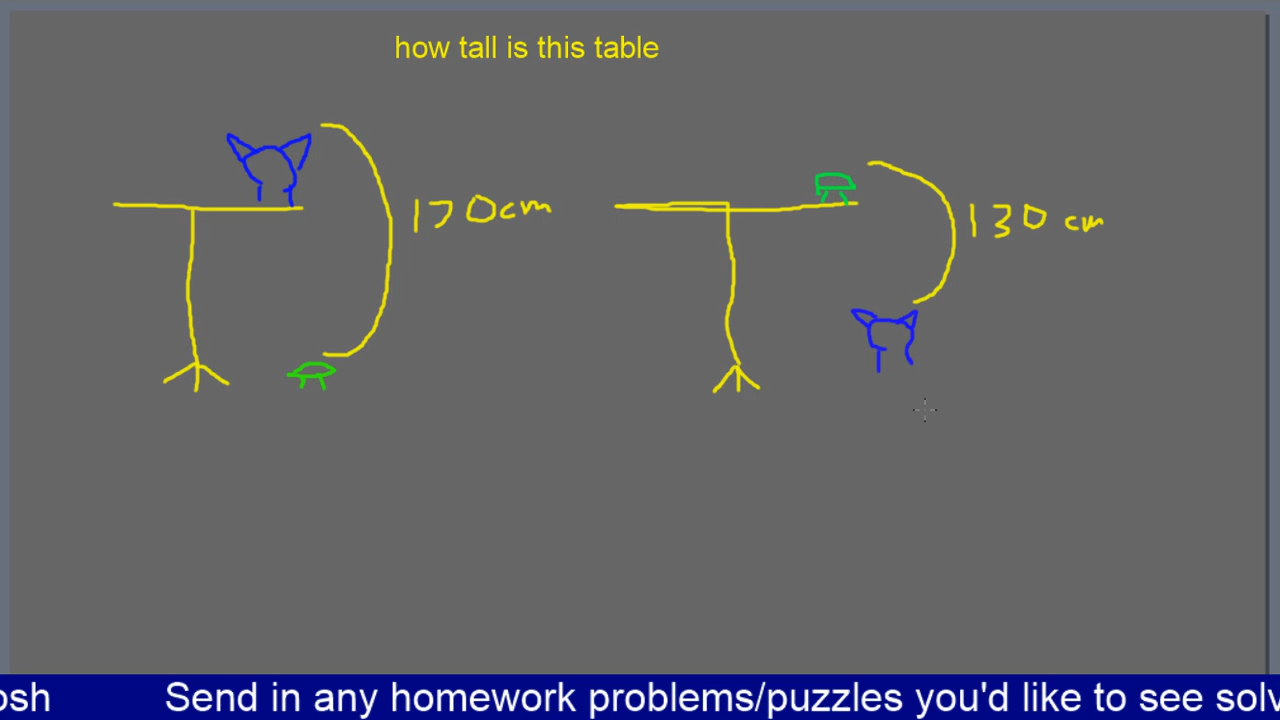 how tall is this table
170cm
130 cm
osh Send in any homework problems/puzzles you'd like to see solv